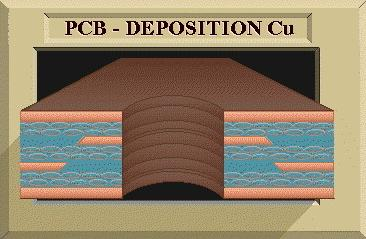 PCB - DEPOSITION Cu